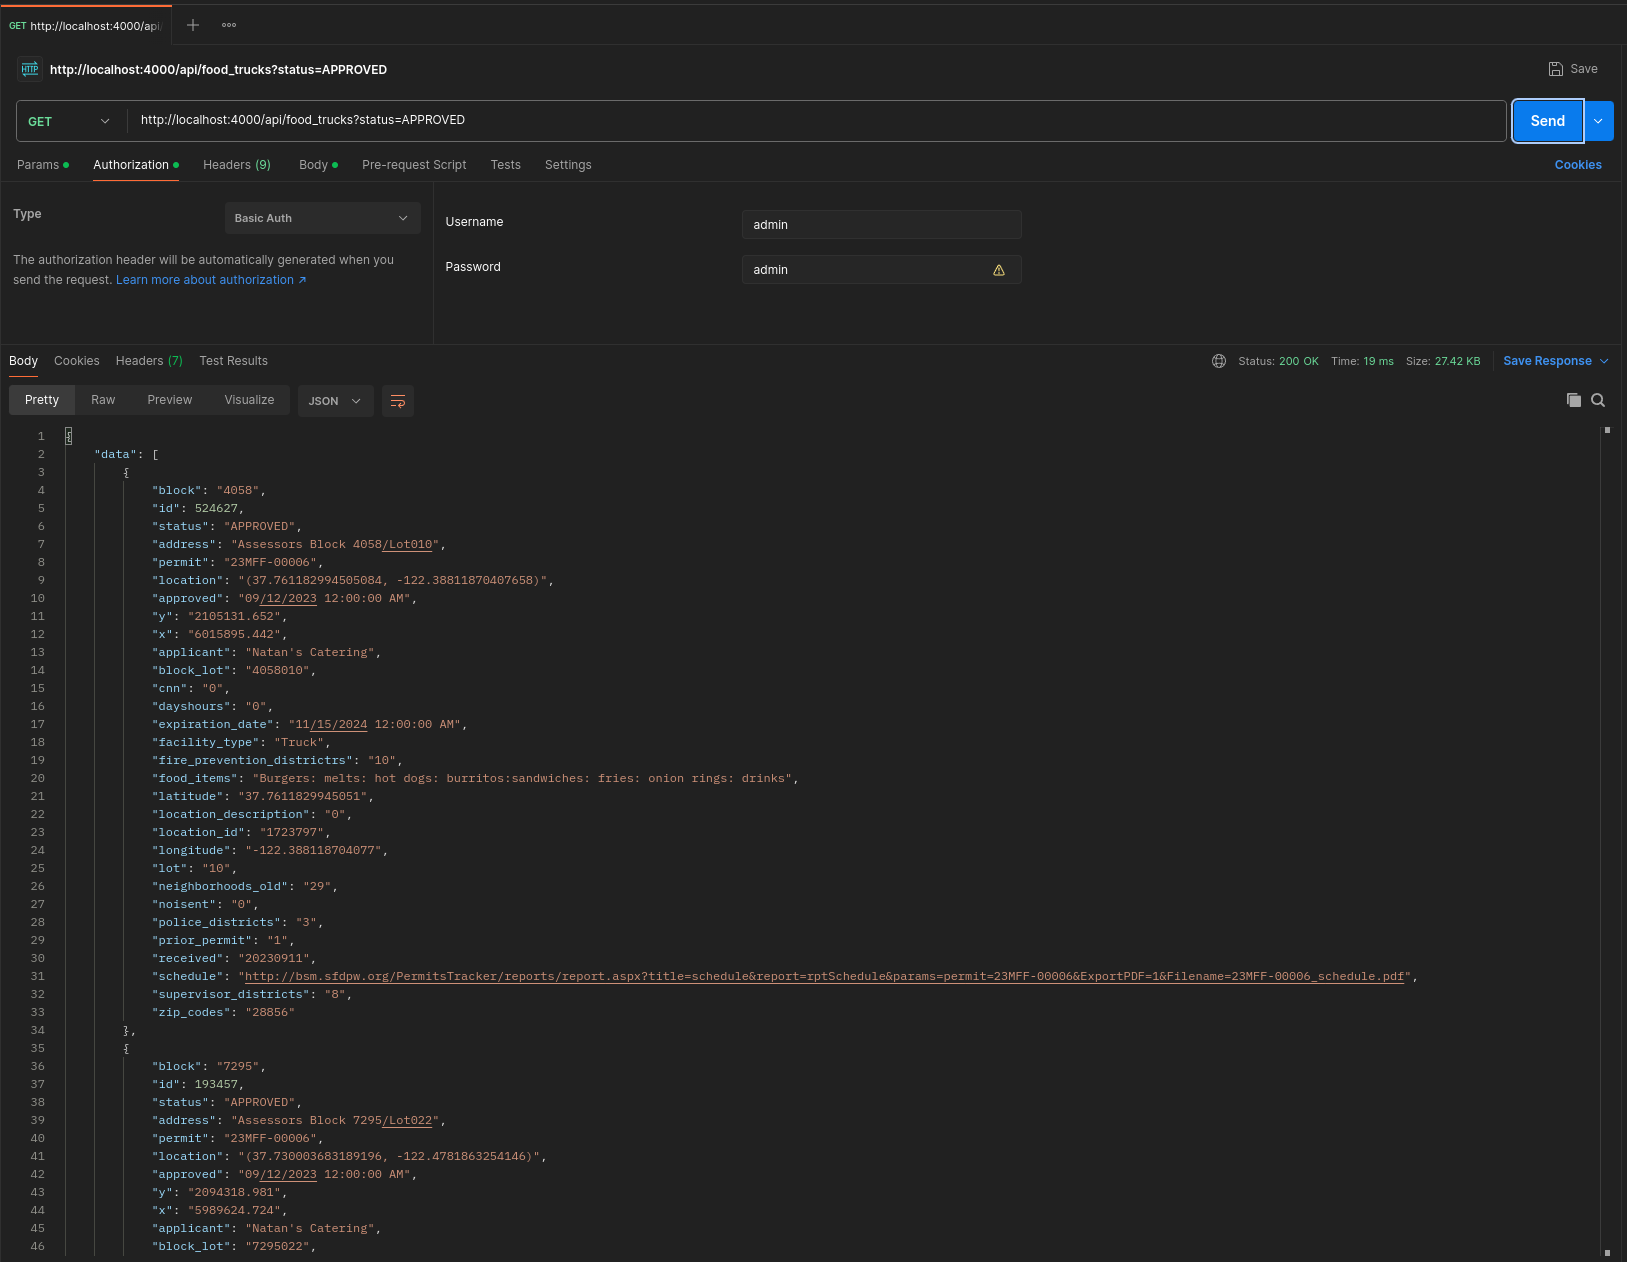 GET http://localhost:4000/api
http://localhost:4000/api/food_trucks?status=APPROVED
Save
GET http://localhost:4000/api/food_trucks?status=APPROVED
Send
Params Authorization Headers (9) Body Pre-request Script Tests Settings Cookies
Type Basic Auth
The authorization header will be automatically generated when you
send the request. Learn more about authorization ↗
Username admin
Password admin
Body Cookies Headers (7) Test Results Status: 200 OK Time: 19 ms Size: 27.42 KB Save Response
Pretty Raw Preview Visualize JSON
1 {
2 "data": [
3 {
4 "block": "4058",
5 "id": 524627,
6 "status": "APPROVED",
7 "address": "Assessors Block 4058/Lot010",
8 "permit": "23MFF-00006",
9 "location": "(37.761182994505084, -122.38811870407658)",
10 "approved": "09/12/2023 12:00:00 AM",
11 "y": "2105131.652",
12 "x": "6015895.442",
13 "applicant": "Natan's Catering",
14 "block_lot": "4058010",
15 "cnn": "0",
16 "dayshours": "0",
17 "expiration_date": "11/15/2024 12:00:00 AM",
18 "facility_type": "Truck",
19 "fire_prevention_districtrs": "10",
20 "food_items": "Burgers: melts: hot dogs: burritos:sandwiches: fries: onion rings: drinks",
21 "latitude": "37.7611829945051",
22 "location_description": "0",
23 "location_id": "1723797",
24 "longitude": "-122.388118704077",
25 "lot": "10",
26 "neighborhoods_old": "29",
27 "noisent": "0",
28 "police_districts": "3",
29 "prior_permit": "1",
30 "received": "20230911",
31 "schedule": "http://bsm.sfdpw.org/PermitsTracker/reports/report.aspx?title=schedule&report=rptSchedule&params=permit=23MFF-00006&ExportPDF=1&Filename=23MFF-00006_schedule.pdf",
32 "supervisor_districts": "8",
33 "zip_codes": "28856"
34 },
35 {
36 "block": "7295",
37 "id": 193457,
38 "status": "APPROVED",
39 "address": "Assessors Block 7295/Lot022",
40 "permit": "23MFF-00006",
41 "location": "(37.730003683189196, -122.4781863254146)",
42 "approved": "09/12/2023 12:00:00 AM",
43 "y": "2094318.981",
44 "x": "5989624.724",
45 "applicant": "Natan's Catering",
46 "block_lot": "7295022",